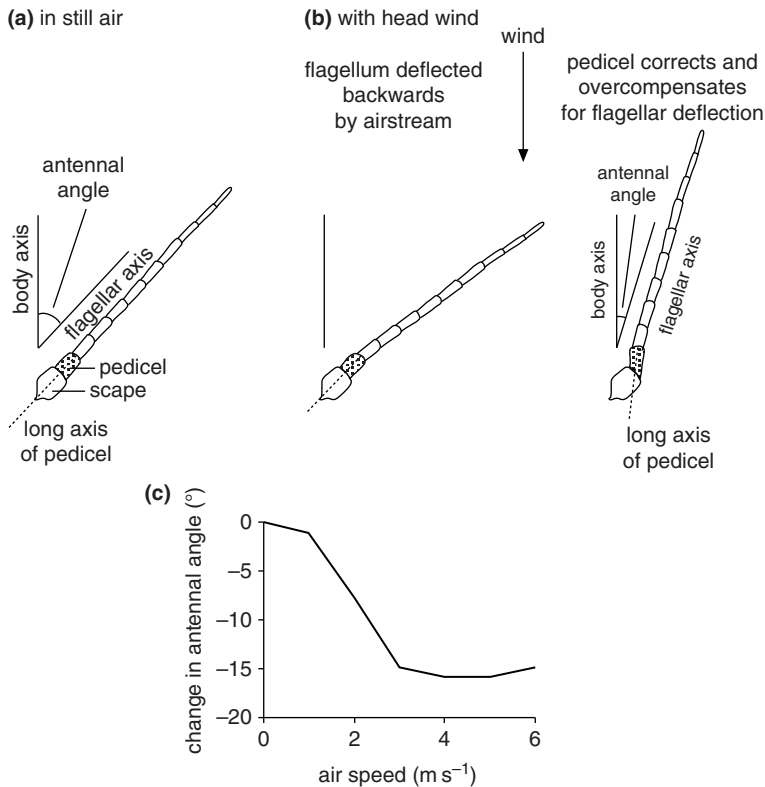 (a) in still air
antennal
angle
body axis
flagellar axis
pedicel
scape
long axis
of pedicel
(b) with head wind
wind
flagellum deflected
backwards
by airstream
pedicel corrects and
overcompensates
for flagellar deflection
antennal
angle
body axis
flagellar axis
long axis
of pedicel
(c)
change in antennal angle (°)
0
−5
−10
−15
−20
0
2
4
6
air speed (m s⁻¹)